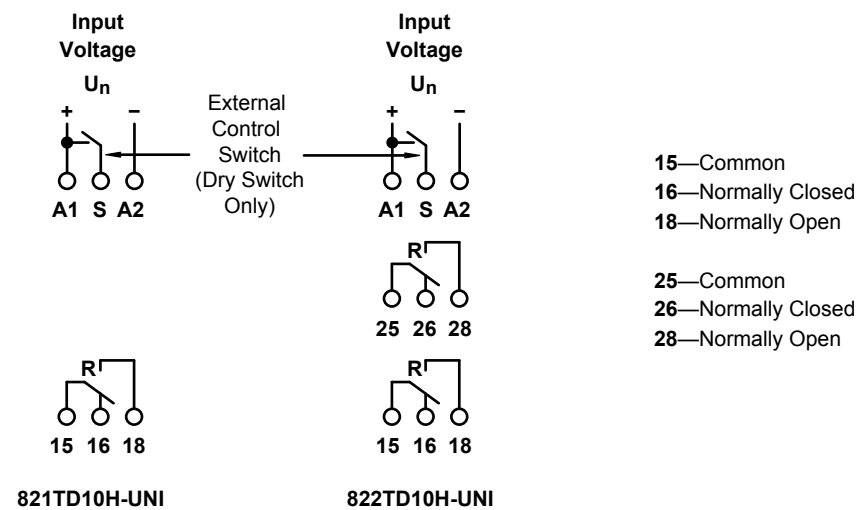 Input
Voltage
Un
+ −
A1 S A2
External
Control
Switch
(Dry Switch
Only)
Input
Voltage
Un
+ −
A1 S A2
R
25 26 28
R
15 16 18
821TD10H-UNI
R
15 16 18
822TD10H-UNI
15—Common
16—Normally Closed
18—Normally Open
25—Common
26—Normally Closed
28—Normally Open